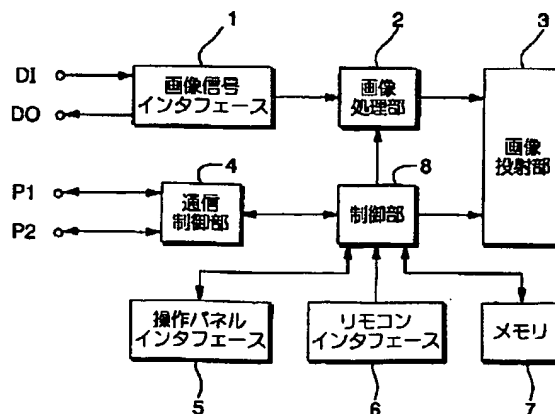 1
2
3
DI
DO
画像信号
インタフェース
画像
処理部
画像
投射部
4
8
P1
P2
通信
制御部
制御部
操作パネル
インタフェース
リモコン
インタフェース
メモリ
5
6
7